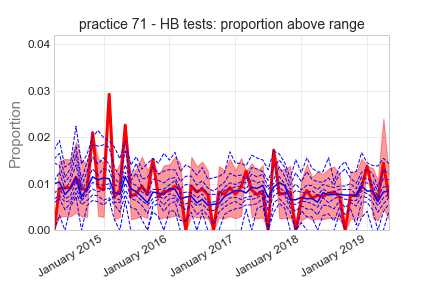 practice 71 - HB tests: proportion above range
0.04
0.03
0.02
0.01
0.00
Proportion
January 2015
January 2016
January 2017
January 2018
January 2019